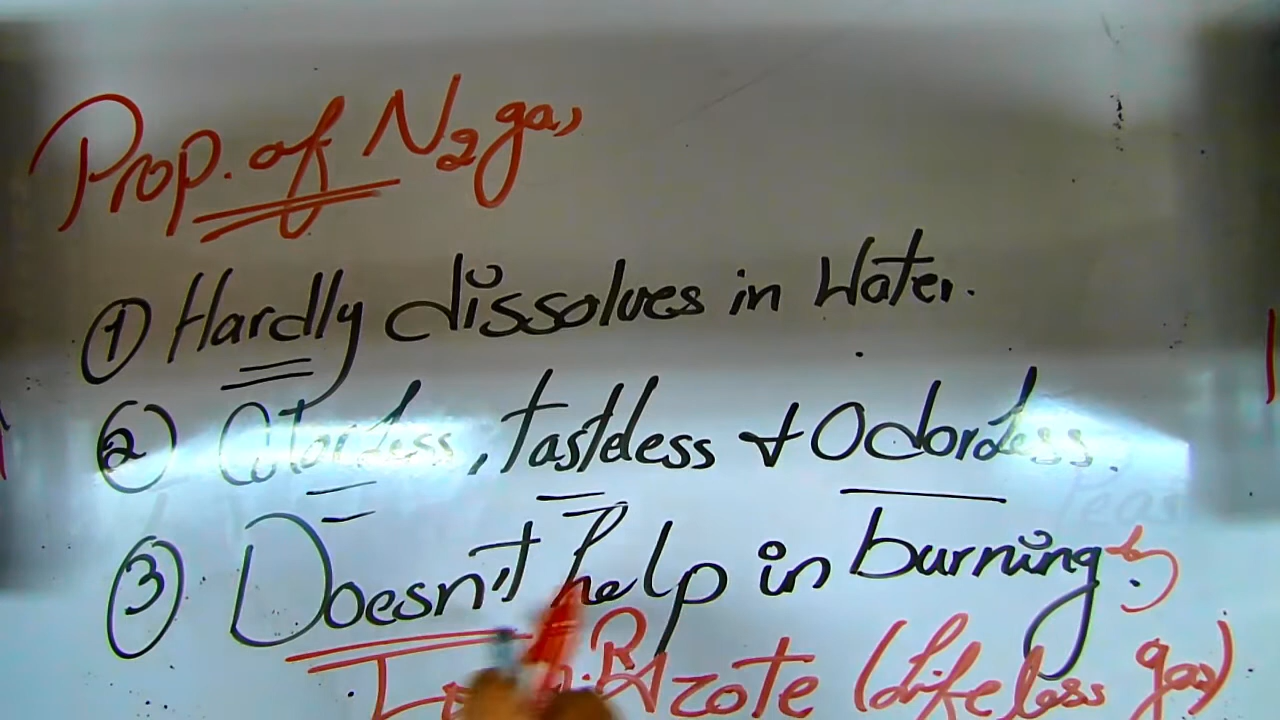 Prop. of N2 gas
① Hardly dissolves in Water.
② Colorless, tasteless & Odorless.
③ Doesn't help in burning.
Azote (Lifeless gas)